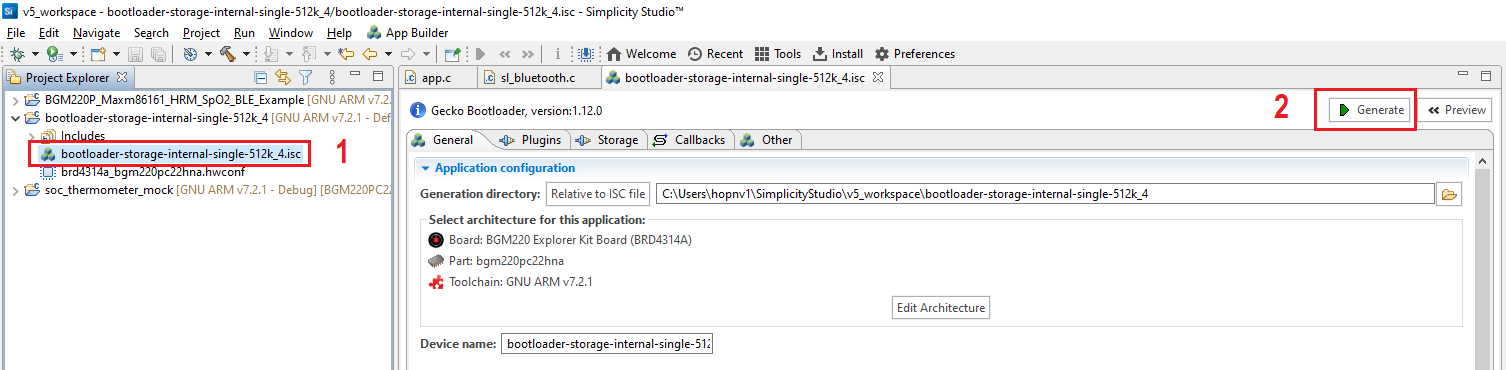 v5_workspace - bootloader-storage-internal-single-512k_4/bootloader-storage-internal-single-512k_4.isc - Simplicity Studio™
File Edit Navigate Search Project Run Window Help App Builder
Welcome Recent Tools Install Preferences
Project Explorer
app.c sl_bluetooth.c bootloader-storage-internal-single-512k_4.isc
BGM220P_Maxm86161_HRM_SpO2_BLE_Example [GNU ARM v7.2.
bootloader-storage-internal-single-512k_4 [GNU ARM v7.2.1 - Def
Includes
bootloader-storage-internal-single-512k_4.isc
1
brd4314a_bgm220pc22hna.hwconf
soc_thermometer_mock [GNU ARM v7.2.1 - Debug] [BGM220PC22
Gecko Bootloader, version:1.12.0
2
Generate
Preview
General Plugins Storage Callbacks Other
Application configuration
Generation directory: Relative to ISC file C:\Users\hopnv1\SimplicityStudio\v5_workspace\bootloader-storage-internal-single-512k_4
Select architecture for this application:
Board: BGM220 Explorer Kit Board (BRD4314A)
Part: bgm220pc22hna
Toolchain: GNU ARM v7.2.1
Edit Architecture
Device name: bootloader-storage-internal-single-512